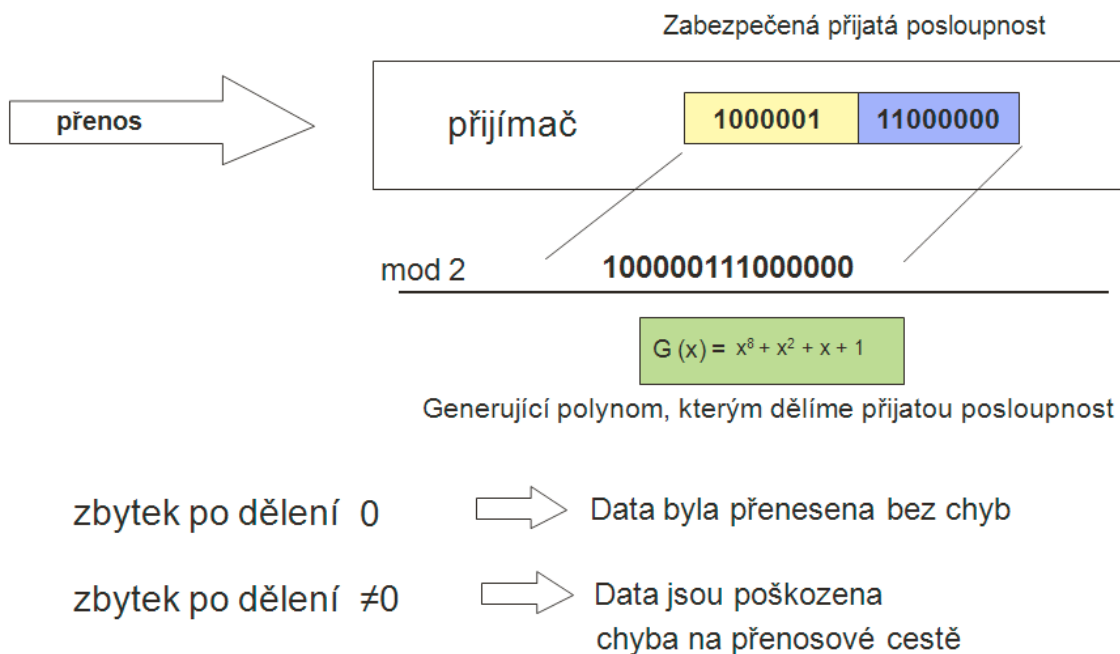 Zabezpečená přijatá posloupnost
přenos
přijímač
1000001
11000000
mod 2
100000111000000
G (x) = x⁸ + x² + x + 1
Generující polynom, kterým dělíme přijatou posloupnost
zbytek po dělení 0
Data byla přenesena bez chyb
zbytek po dělení ≠0
Data jsou poškozena
chyba na přenosové cestě